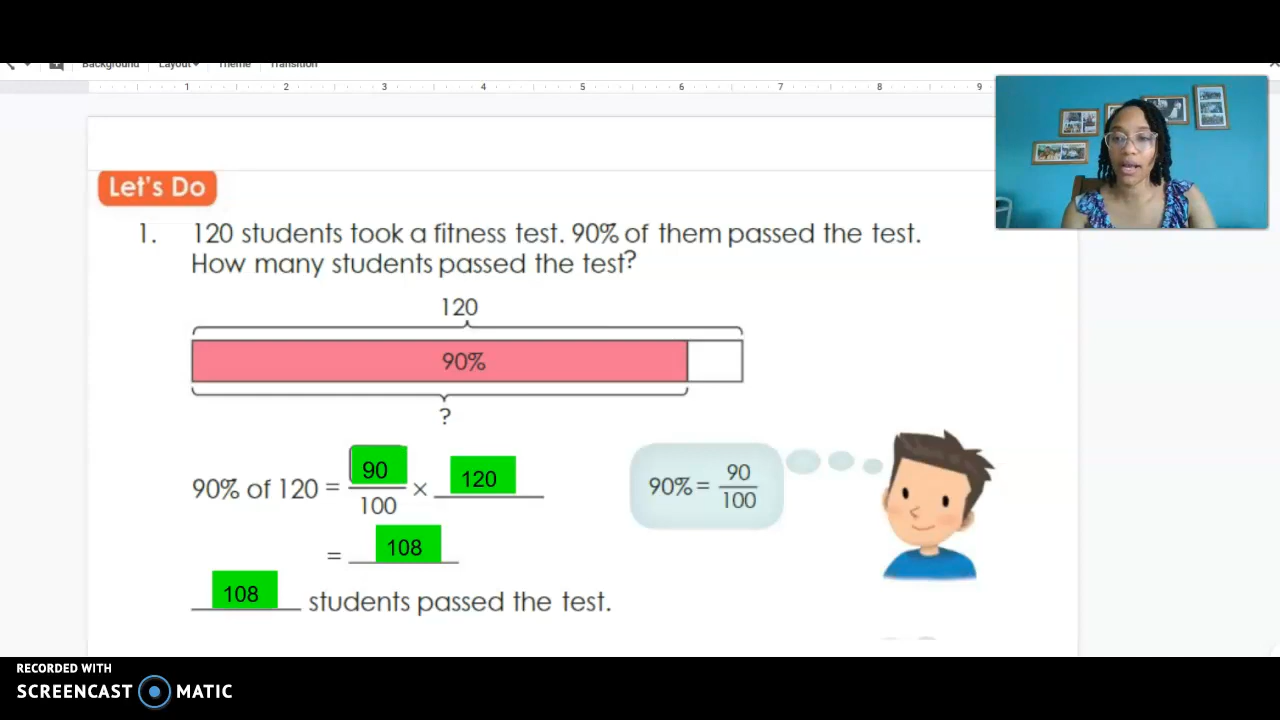 Background Layout Theme Transition
1 2 3 4 5 6 7 8 9
Let's Do
1. 120 students took a fitness test. 90% of them passed the test.
How many students passed the test?
120
90%
?
90% of 120 = 90/100 × 120
90% = 90/100
= 108
108 students passed the test.
RECORDED WITH
SCREENCAST MATIC